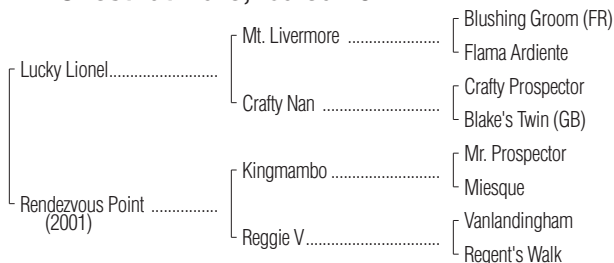 Blushing Groom (FR)
Mt. Livermore
Flama Ardiente
Lucky Lionel
Crafty Prospector
Crafty Nan
Blake's Twin (GB)
Mr. Prospector
Kingmambo
Miesque
Rendezvous Point
(2001)
Vanlandingham
Reggie V
Regent's Walk